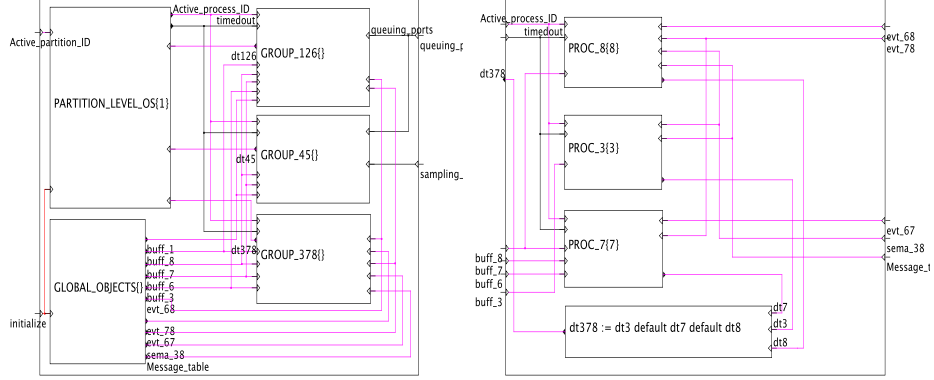 Active_process_ID
timedout
Active_partition_ID
queuing_ports
queuing_p
GROUP_126{}
dt126
PARTITION_LEVEL_OS{1}
GROUP_45{}
dt45
sampling_
GROUP_378{}
dt378
buff_1
buff_8
buff_7
buff_6
buff_3
GLOBAL_OBJECTS{}
evt_68
initialize
evt_78
evt_67
sema_38
Message_table
Active_process_ID
timedout
PROC_8{8}
evt_68
evt_78
dt378
PROC_3{3}
PROC_7{7}
evt_67
sema_38
Message_t
buff_8
buff_7
buff_6
buff_3
dt7
dt378 := dt3 default dt7 default dt8
dt3
dt8